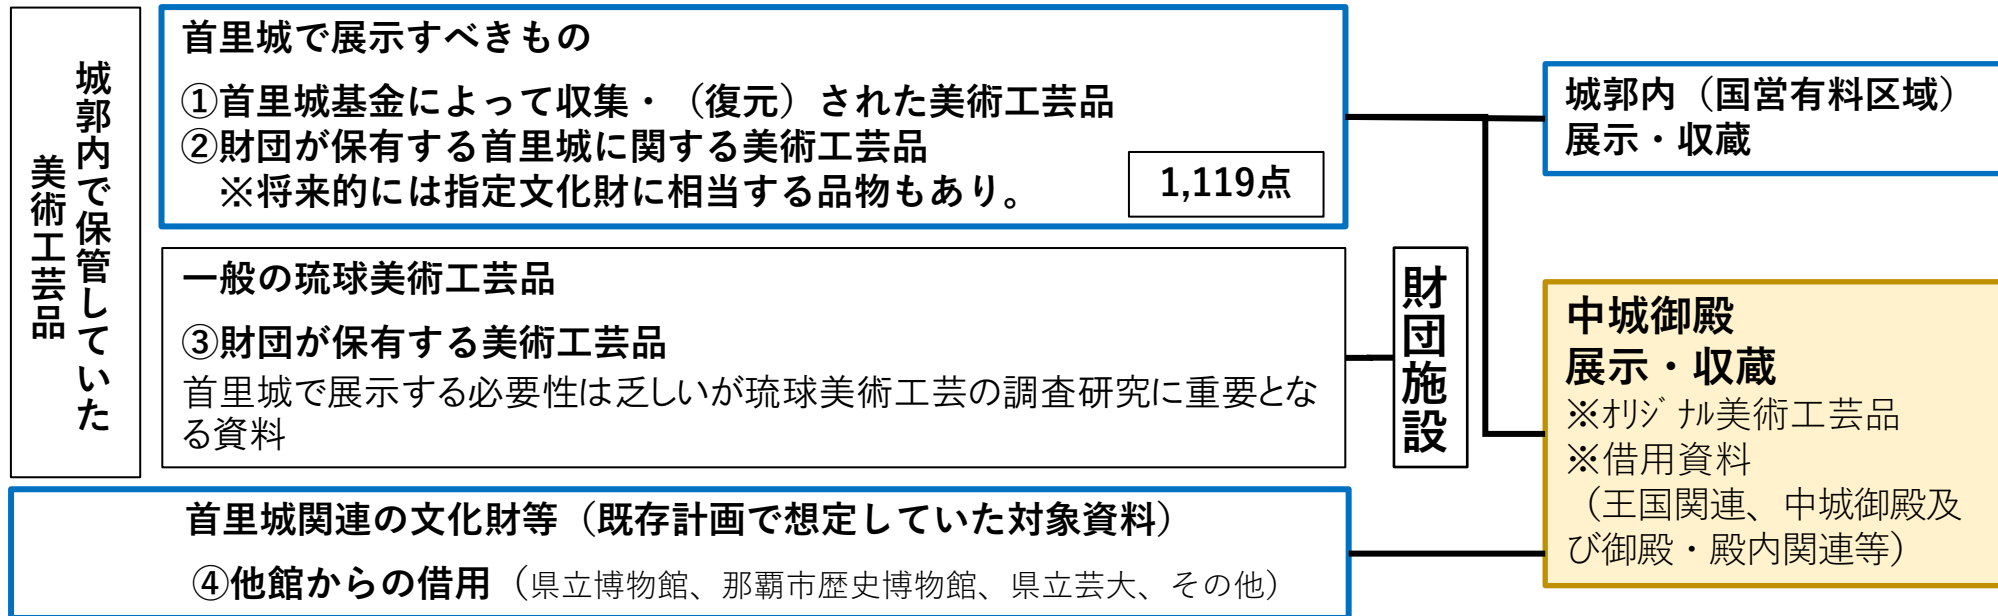 城郭内で保管していた
美術工芸品
首里城で展示すべきもの
①首里城基金によって収集・（復元）された美術工芸品
②財団が保有する首里城に関する美術工芸品
※将来的には指定文化財に相当する品物もあり。
1,119点
一般の琉球美術工芸品
③財団が保有する美術工芸品
首里城で展示する必要性は乏しいが琉球美術工芸の調査研究に重要とな
る資料
財団施設
首里城関連の文化財等（既存計画で想定していた対象資料）
④他館からの借用（県立博物館、那覇市歴史博物館、県立芸大、その他）
城郭内（国営有料区域）
展示・収蔵
中城御殿
展示・収蔵
※ｵﾘｼﾞﾅﾙ美術工芸品
※借用資料
（王国関連、中城御殿及
び御殿・殿内関連等）